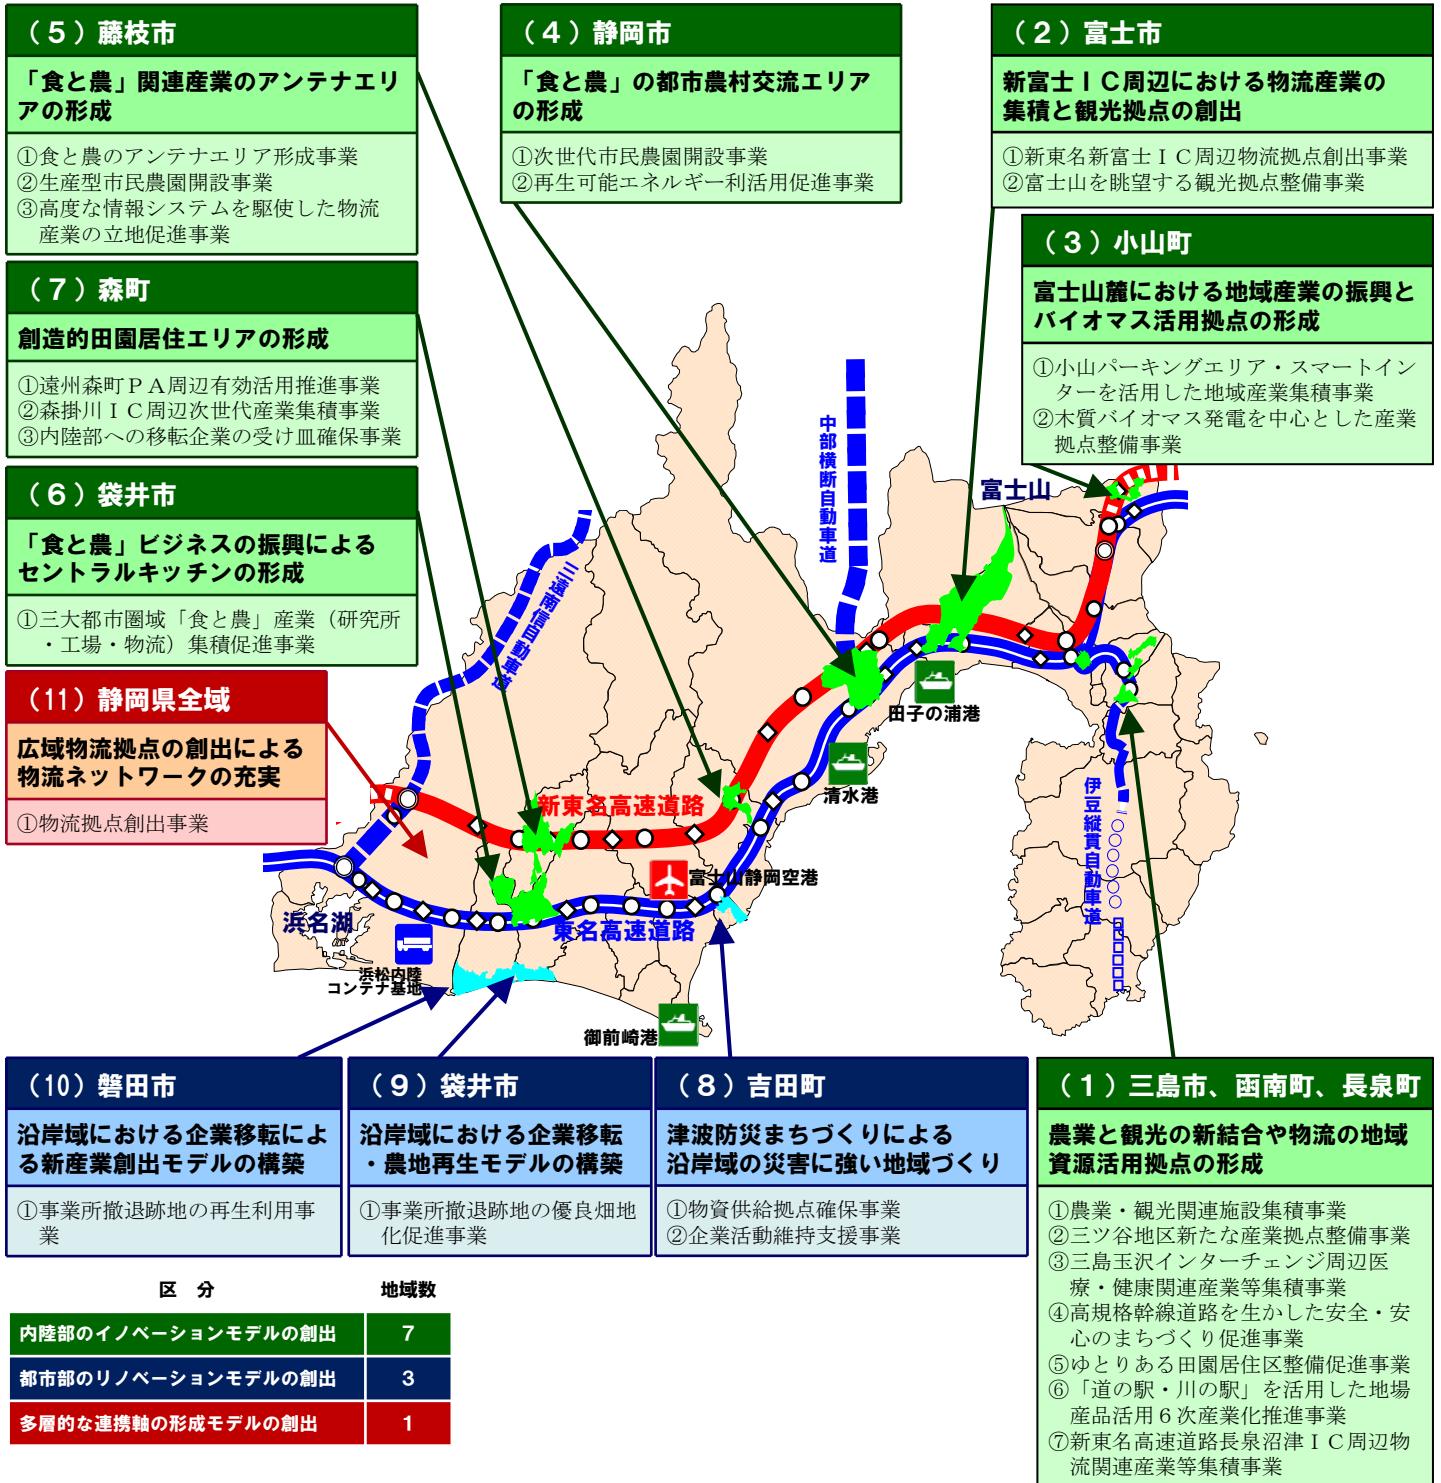 （５）藤枝市
「食と農」関連産業のアンテナエリ
アの形成
①食と農のアンテナエリア形成事業
②生産型市民農園開設事業
③高度な情報システムを駆使した物流
産業の立地促進事業
（４）静岡市
「食と農」の都市農村交流エリア
の形成
①次世代市民農園開設事業
②再生可能エネルギー利活用促進事業
（２）富士市
新富士ＩＣ周辺における物流産業の
集積と観光拠点の創出
①新東名新富士ＩＣ周辺物流拠点創出事業
②富士山を眺望する観光拠点整備事業
（３）小山町
富士山麓における地域産業の振興と
バイオマス活用拠点の形成
①小山パーキングエリア・スマートイン
ターを活用した地域産業集積事業
②木質バイオマス発電を中心とした産業
拠点整備事業
（７）森町
創造的田園居住エリアの形成
①遠州森町ＰＡ周辺有効活用推進事業
②森掛川ＩＣ周辺次世代産業集積事業
③内陸部への移転企業の受け皿確保事業
（６）袋井市
「食と農」ビジネスの振興による
セントラルキッチンの形成
①三大都市圏域「食と農」産業（研究所
・工場・物流）集積促進事業
（11）静岡県全域
広域物流拠点の創出による
物流ネットワークの充実
①物流拠点創出事業
中部横断自動車道
富士山
三遠南信自動車道
田子の浦港
清水港
新東名高速道路
伊豆縦貫自動車道
富士山静岡空港
浜名湖
東名高速道路
浜松内陸
コンテナ基地
御前崎港
（10）磐田市
沿岸域における企業移転によ
る新産業創出モデルの構築
①事業所撤退跡地の再生利用事
業
（９）袋井市
沿岸域における企業移転
・農地再生モデルの構築
①事業所撤退跡地の優良畑地
化促進事業
（８）吉田町
津波防災まちづくりによる
沿岸域の災害に強い地域づくり
①物資供給拠点確保事業
②企業活動維持支援事業
（１）三島市、函南町、長泉町
農業と観光の新結合や物流の地域
資源活用拠点の形成
①農業・観光関連施設集積事業
②三ツ谷地区新たな産業拠点整備事業
③三島玉沢インターチェンジ周辺医
療・健康関連産業等集積事業
④高規格幹線道路を生かした安全・安
心のまちづくり促進事業
⑤ゆとりある田園居住区整備促進事業
⑥「道の駅・川の駅」を活用した地場
産品活用６次産業化推進事業
⑦新東名高速道路長泉沼津ＩＣ周辺物
流関連産業等集積事業
区　分　地域数
内陸部のイノベーションモデルの創出　7
都市部のリノベーションモデルの創出　3
多層的な連携軸の形成モデルの創出　1